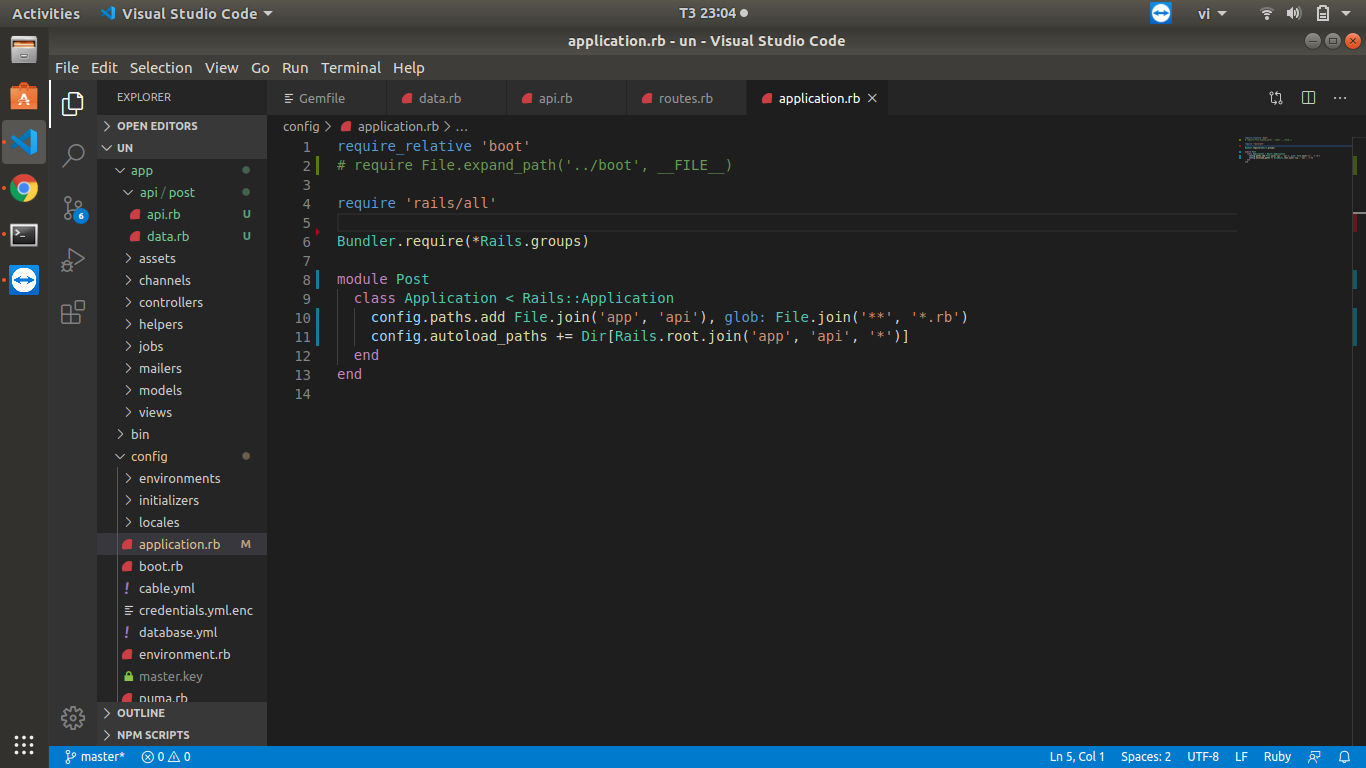 Activities
Visual Studio Code
T3 23:04
vi
application.rb - un - Visual Studio Code
File Edit Selection View Go Run Terminal Help
EXPLORER
Gemfile
data.rb
api.rb
routes.rb
application.rb
OPEN EDITORS
UN
app
api / post
api.rb U
data.rb U
assets
channels
controllers
helpers
jobs
mailers
models
views
bin
config
environments
initializers
locales
application.rb M
boot.rb
cable.yml
credentials.yml.enc
database.yml
environment.rb
master.key
puma.rb
OUTLINE
NPM SCRIPTS
6
config > application.rb > ...
1 require_relative 'boot'
2 # require File.expand_path('../boot', __FILE__)
3
4 require 'rails/all'
5
6 Bundler.require(*Rails.groups)
7
8 module Post
9 class Application < Rails::Application
10 config.paths.add File.join('app', 'api'), glob: File.join('**', '*.rb')
11 config.autoload_paths += Dir[Rails.root.join('app', 'api', '*')]
12 end
13 end
14
master* 0 0
Ln 5, Col 1 Spaces: 2 UTF-8 LF Ruby